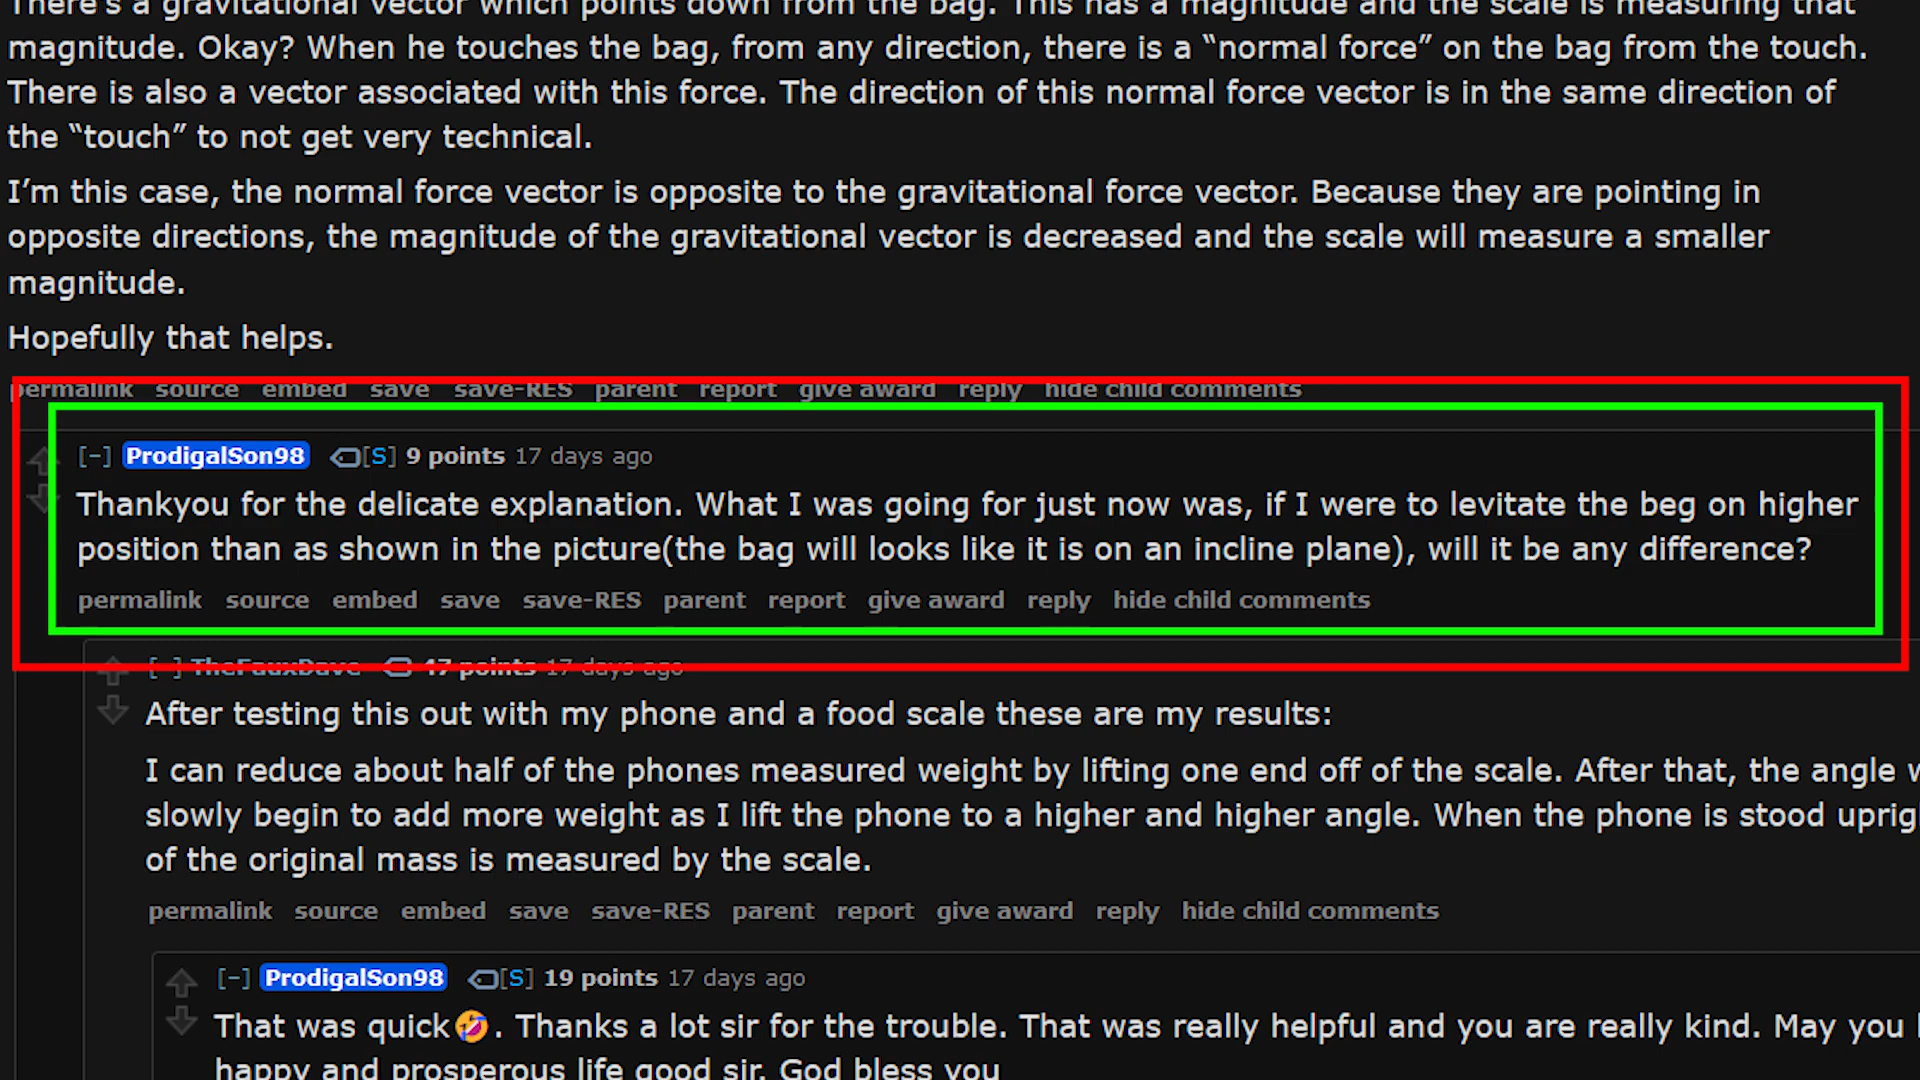 There's a gravitational vector which points down from the bag. This has a magnitude and the scale is measuring that
magnitude. Okay? When he touches the bag, from any direction, there is a “normal force” on the bag from the touch.
There is also a vector associated with this force. The direction of this normal force vector is in the same direction of
the “touch” to not get very technical.
I’m this case, the normal force vector is opposite to the gravitational force vector. Because they are pointing in
opposite directions, the magnitude of the gravitational vector is decreased and the scale will measure a smaller
magnitude.
Hopefully that helps.
permalink source embed save save-RES parent report give award reply hide child comments
[-] ProdigalSon98 [S] 9 points 17 days ago
Thankyou for the delicate explanation. What I was going for just now was, if I were to levitate the beg on higher
position than as shown in the picture(the bag will looks like it is on an incline plane), will it be any difference?
permalink source embed save save-RES parent report give award reply hide child comments
[-] TheFauxDave 47 points 17 days ago
After testing this out with my phone and a food scale these are my results:
I can reduce about half of the phones measured weight by lifting one end off of the scale. After that, the angle
slowly begin to add more weight as I lift the phone to a higher and higher angle. When the phone is stood
of the original mass is measured by the scale.
permalink source embed save save-RES parent report give award reply hide child comments
[-] ProdigalSon98 [S] 19 points 17 days ago
That was quick🤣. Thanks a lot sir for the trouble. That was really helpful and you are really kind. May you
happy and prosperous life good sir. God bless you